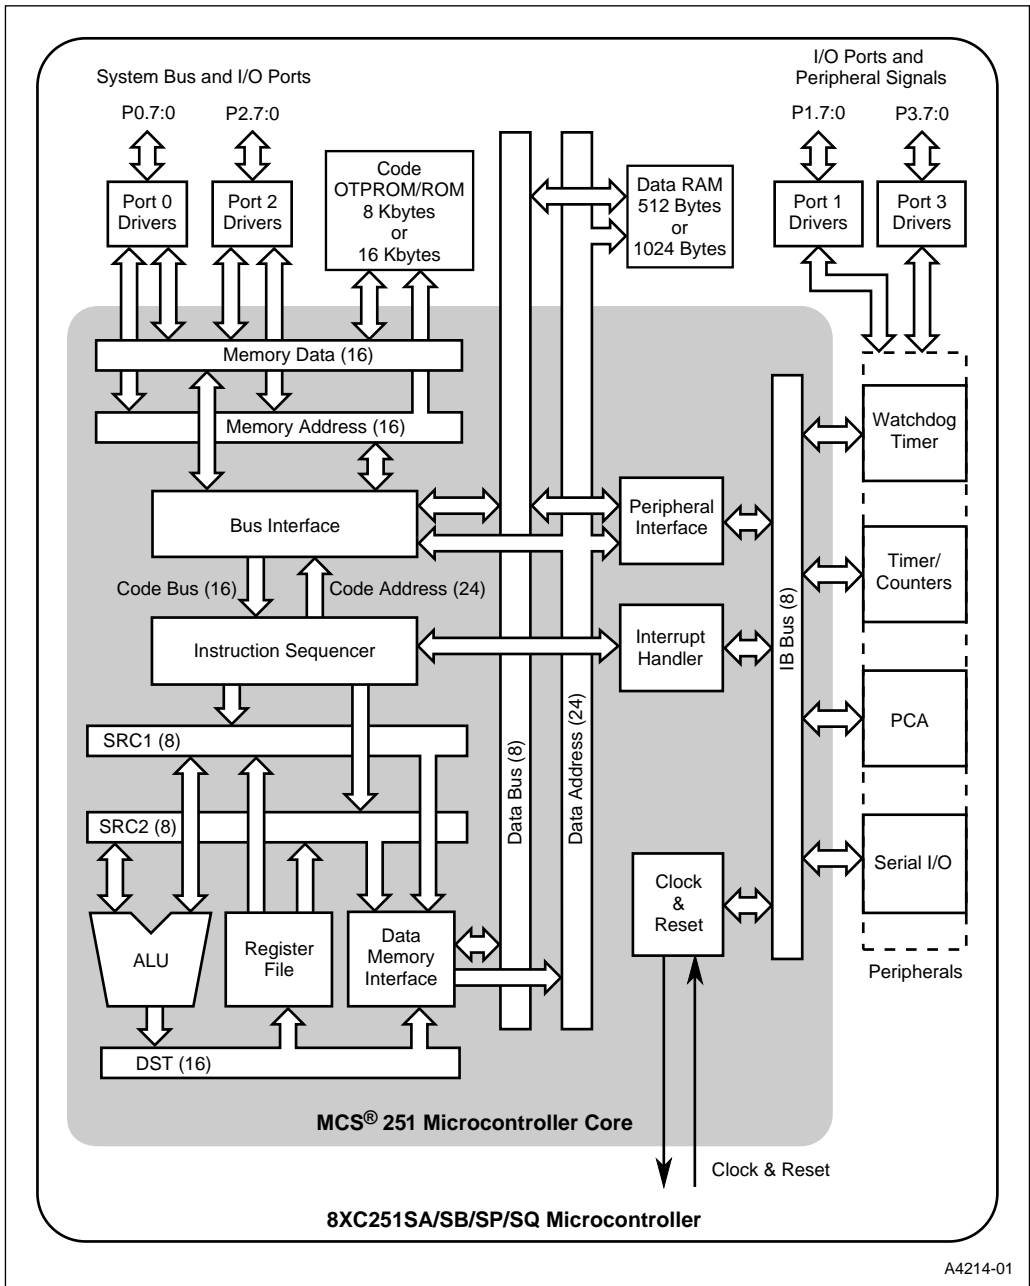 System Bus and I/O Ports
I/O Ports and
Peripheral Signals
P0.7:0
P2.7:0
P1.7:0
P3.7:0
Port 0
Drivers
Port 2
Drivers
Code
OTPROM/ROM
8 Kbytes
or
16 Kbytes
Data RAM
512 Bytes
or
1024 Bytes
Port 1
Drivers
Port 3
Drivers
Memory Data (16)
Memory Address (16)
Bus Interface
Peripheral
Interface
Watchdog
Timer
Code Bus (16)
Code Address (24)
Timer/
Counters
Instruction Sequencer
Interrupt
Handler
IB Bus (8)
SRC1 (8)
Data Bus (8)
Data Address (24)
PCA
SRC2 (8)
ALU
Register
File
Data
Memory
Interface
Clock
&
Reset
Serial I/O
Peripherals
DST (16)
MCS® 251 Microcontroller Core
Clock & Reset
8XC251SA/SB/SP/SQ Microcontroller
A4214-01